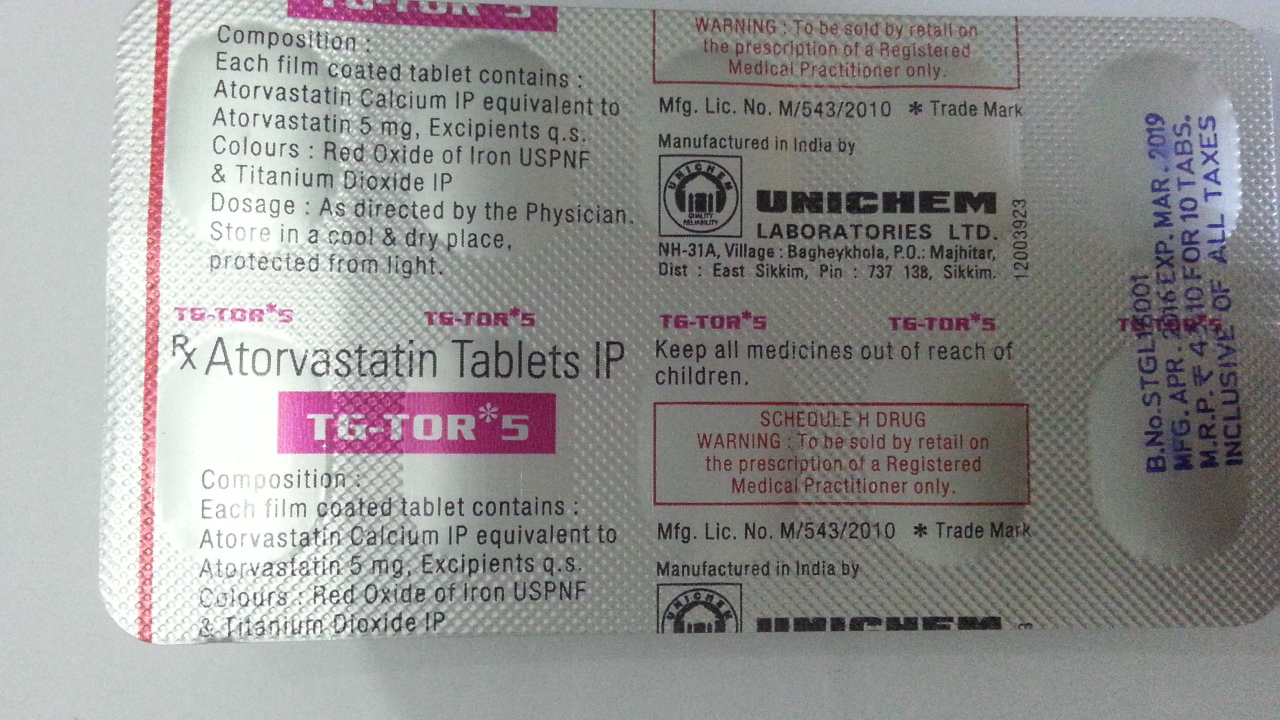 TG-TOR*5
Composition :
Each film coated tablet contains :
Atorvastatin Calcium IP equivalent to
Atorvastatin 5 mg, Excipients q.s.
Colours : Red Oxide of Iron USPNF
& Titanium Dioxide IP
Dosage : As directed by the Physician.
Store in a cool & dry place,
protected from light.
WARNING : To be sold by retail on
the prescription of a Registered
Medical Practitioner only.
Mfg. Lic. No. M/543/2010 * Trade Mark
Manufactured in India by
UNICHEM
QUALITY
RELIABILITY
UNICHEM
LABORATORIES LTD.
NH-31A, Village : Bagheykhola, P.O.: Majhitar,
Dist : East Sikkim, Pin : 737 138, Sikkim.
12003923
TG-TOR*5 TG-TOR*5 TG-TOR*5 TG-TOR*5 TG-TOR*5
Rx Atorvastatin Tablets IP
TG-TOR*5
Composition :
Each film coated tablet contains :
Atorvastatin Calcium IP equivalent to
Atorvastatin 5 mg, Excipients q.s.
Colours : Red Oxide of Iron USPNF
& Titanium Dioxide IP
Keep all medicines out of reach of
children.
SCHEDULE H DRUG
WARNING : To be sold by retail on
the prescription of a Registered
Medical Practitioner only.
Mfg. Lic. No. M/543/2010 * Trade Mark
Manufactured in India by
UNICHEM
UNICHEM
B.No.
MFG. APR. 2016 EXP. MAR. 2019
M.R.P. ₹ FOR 10 TABS.
INCLUSIVE OF ALL TAXES